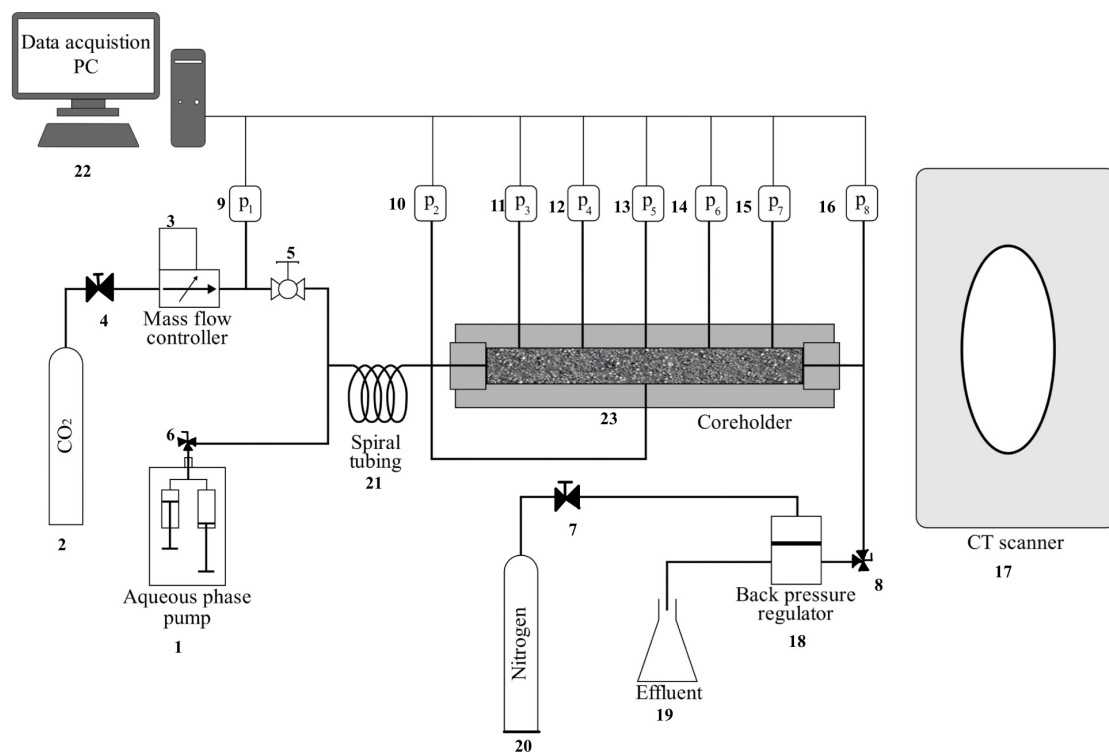 Data acquistion
PC
22
9
p1
10
p2
11
p3
12
p4
13
p5
14
p6
15
p7
16
p8
3
5
4
Mass flow
controller
CO2
2
6
Aqueous phase
pump
1
Spiral
tubing
21
23
Coreholder
7
Nitrogen
20
Effluent
19
Back pressure
regulator
18
8
CT scanner
17